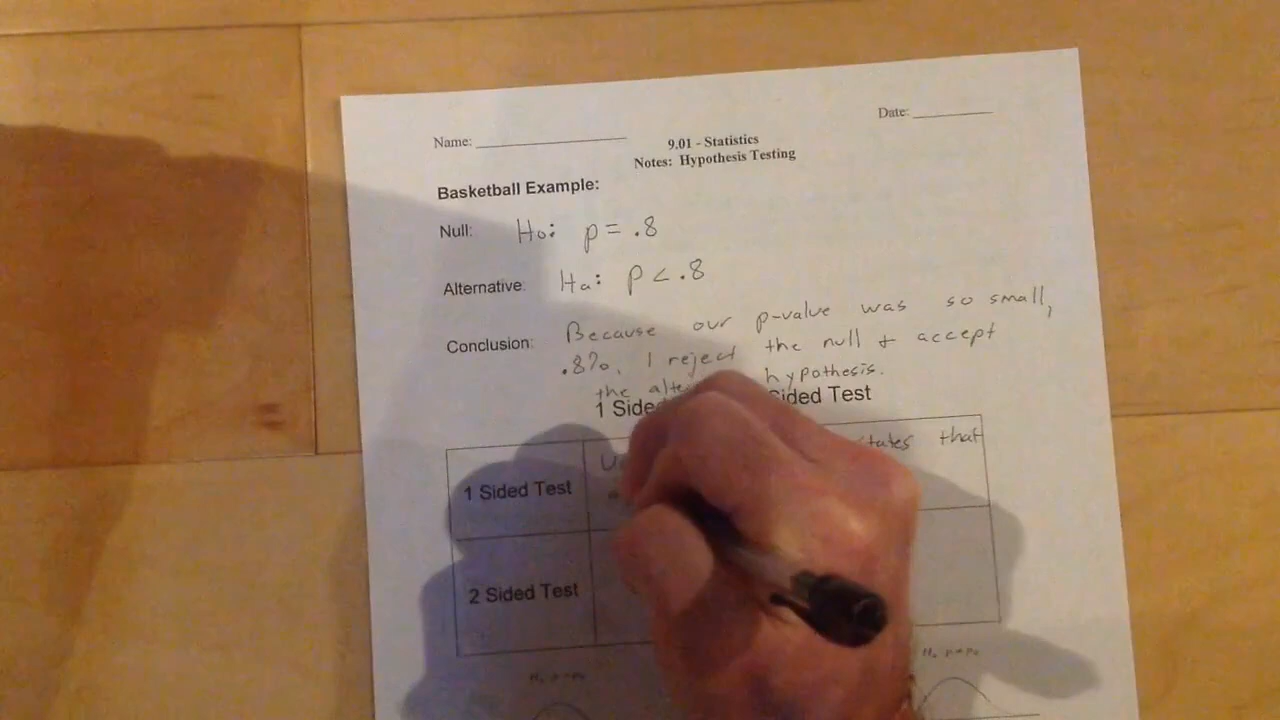 Name: Date:
9.01 - Statistics
Notes: Hypothesis Testing
Basketball Example:
Null: Ho: p = .8
Alternative: Ha: p < .8
Conclusion: Because our p-value was so small,
.8%, I reject the null + accept
the hypothesis.
1 Sided Test
that
1 Sided Test
2 Sided Test